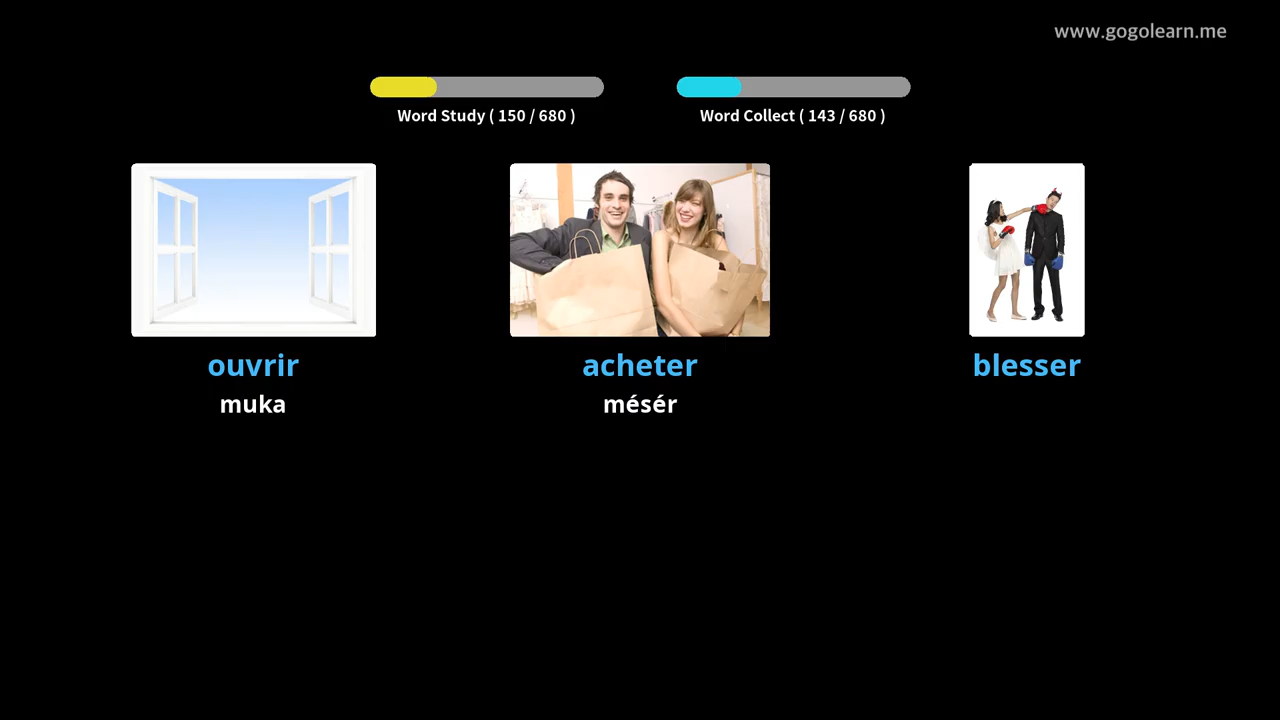 www.gogolearn.me
Word Study ( 150 / 680 )
Word Collect ( 143 / 680 )
ouvrir
muka
acheter
mésér
blesser